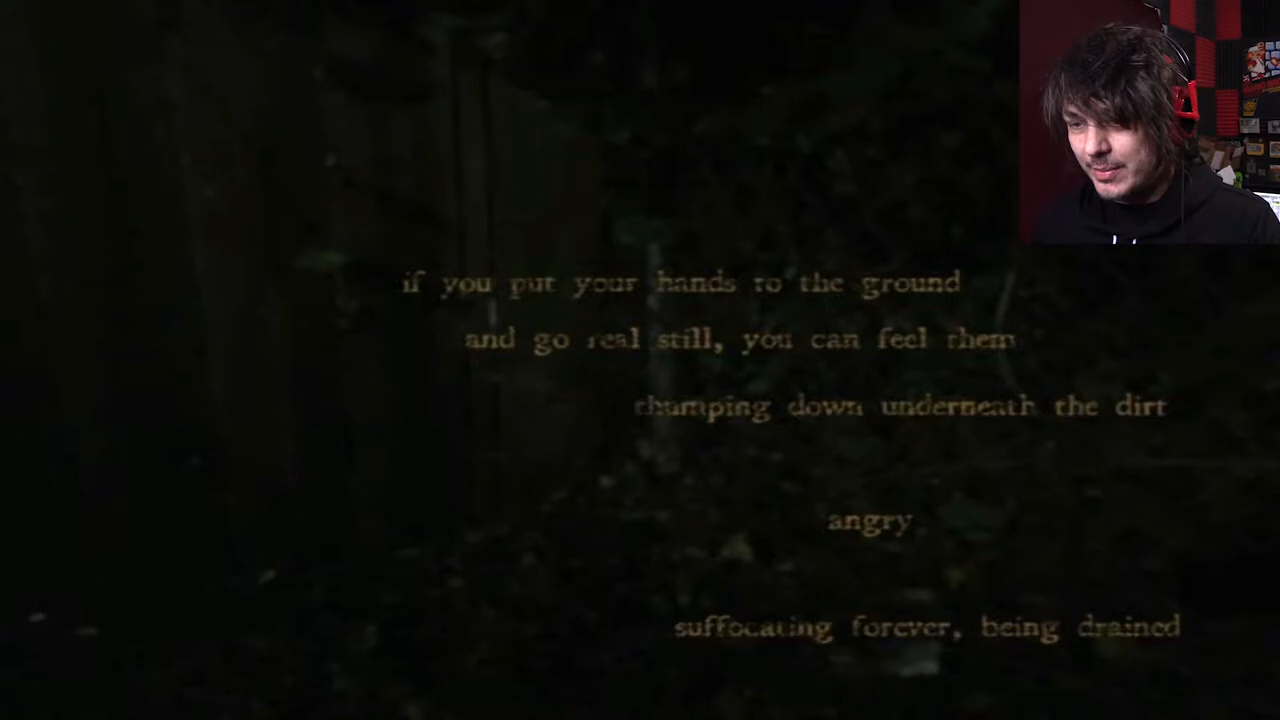 if you put your hands to the ground
and go real still, you can feel them
thumping down underneath the dirt
angry
suffocating forever, being drained